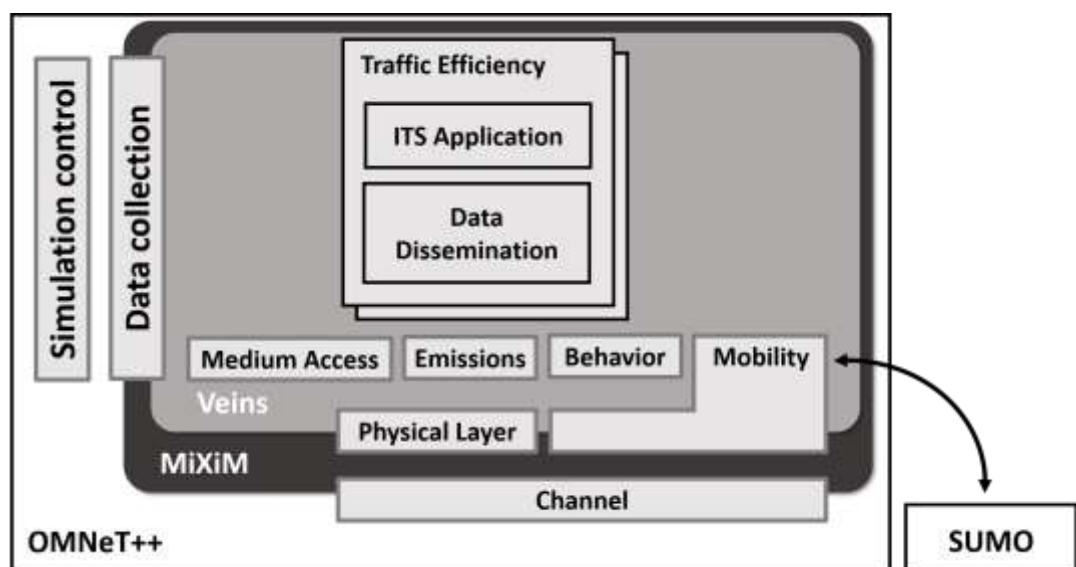 Simulation control
Data collection
Traffic Efficiency
ITS Application
Data
Dissemination
Medium Access
Emissions
Behavior
Mobility
Veins
Physical Layer
MiXiM
Channel
OMNeT++
SUMO